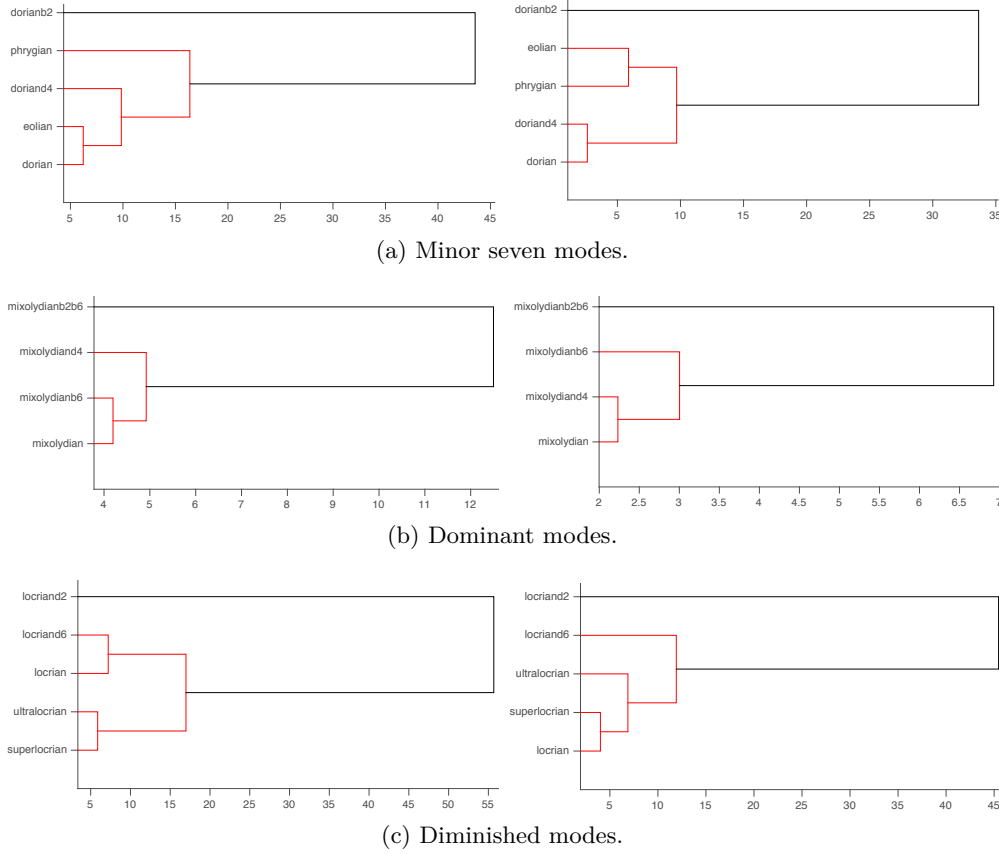 dorianb2
phrygian
doriand4
eolian
dorian
5 10 15 20 25 30 35 40 45
dorianb2
eolian
phrygian
doriand4
dorian
5 10 15 20 25 30 35
(a) Minor seven modes.
mixolydianb2b6
mixolydiand4
mixolydianb6
mixolydian
4 5 6 7 8 9 10 11 12
mixolydianb2b6
mixolydianb6
mixolydiand4
mixolydian
2 2.5 3 3.5 4 4.5 5 5.5 6 6.5 7
(b) Dominant modes.
locriand2
locriand6
locrian
ultralocrian
superlocrian
5 10 15 20 25 30 35 40 45 50 55
locriand2
locriand6
ultralocrian
superlocrian
locrian
5 10 15 20 25 30 35 40 45
(c) Diminished modes.